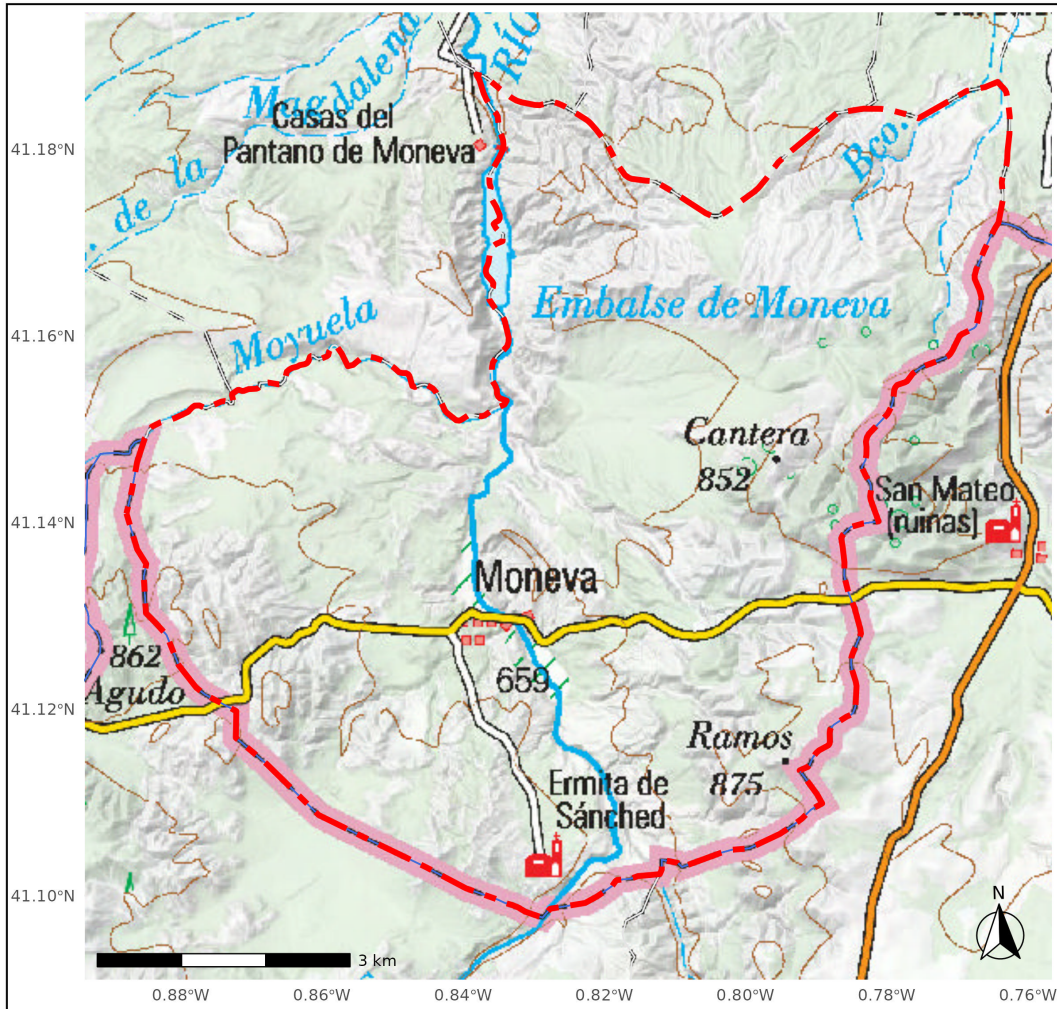 RÍO
Magdalena
de la
Casas del
Pantano de Moneva
Bco.
Embalse de Moneva
Moyuela
Cantera
852
San Mateo
(ruinas)
Moneva
862
Agudo
659
Ramos
875
Ermita de
Sánched
N
3 km
41.18°N
41.16°N
41.14°N
41.12°N
41.10°N
0.88°W
0.86°W
0.84°W
0.82°W
0.80°W
0.78°W
0.76°W